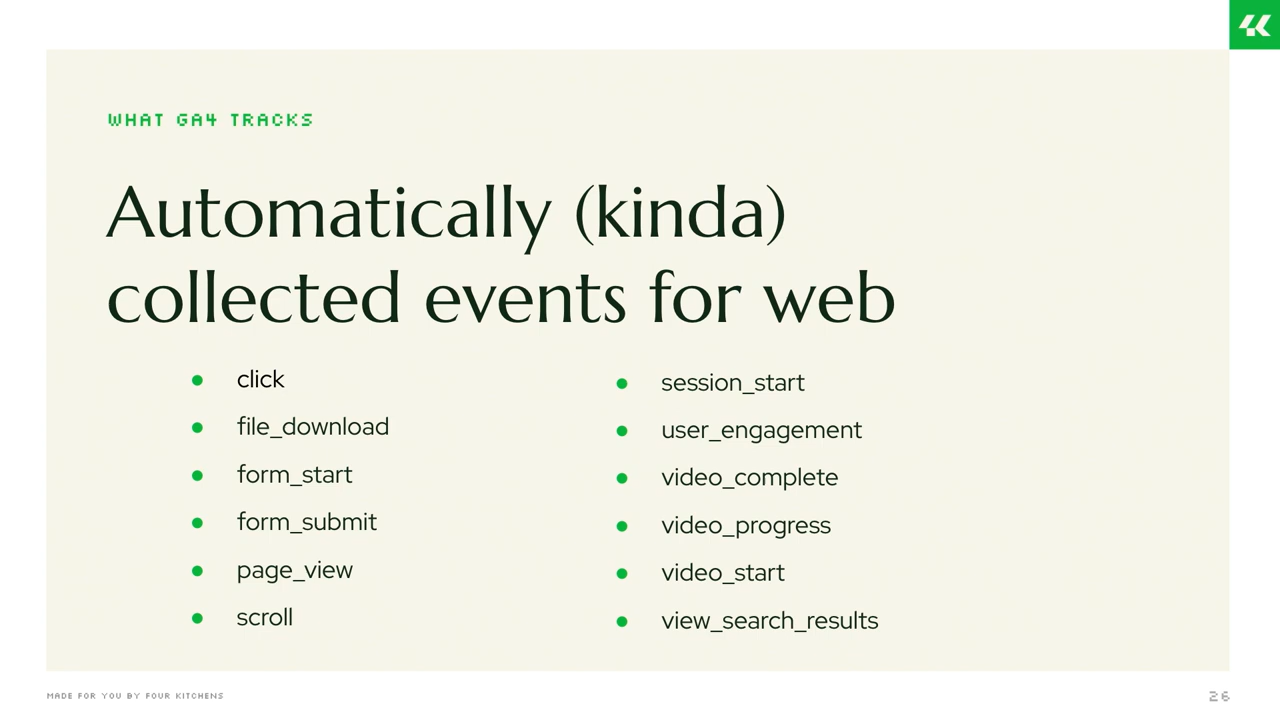 WHAT GA4 TRACKS
Automatically (kinda)
collected events for web
click
file_download
form_start
form_submit
page_view
scroll
session_start
user_engagement
video_complete
video_progress
video_start
view_search_results
MADE FOR YOU BY FOUR KITCHENS
26